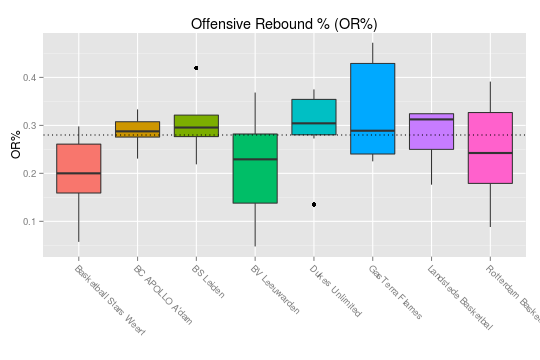 Offensive Rebound % (OR%)
OR%
0.4
0.3
0.2
0.1
Basketball Stars Weert
BC APOLLO A'dam
BS Leiden
BV Leeuwarden
Dukes Unlimited
GasTerra Flames
Landstede Basketbal
Rotterdam Baske